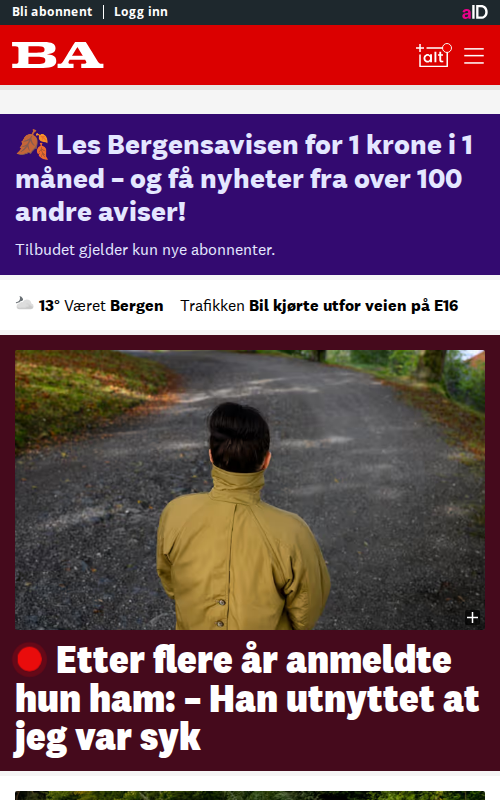 Bli abonnent | Logg inn
aID
BA
+alt
Les Bergensavisen for 1 krone i 1
måned – og få nyheter fra over 100
andre aviser!
Tilbudet gjelder kun nye abonnenter.
13° Været Bergen Trafikken Bil kjørte utfor veien på E16
Etter flere år anmeldte
hun ham: – Han utnyttet at
jeg var syk